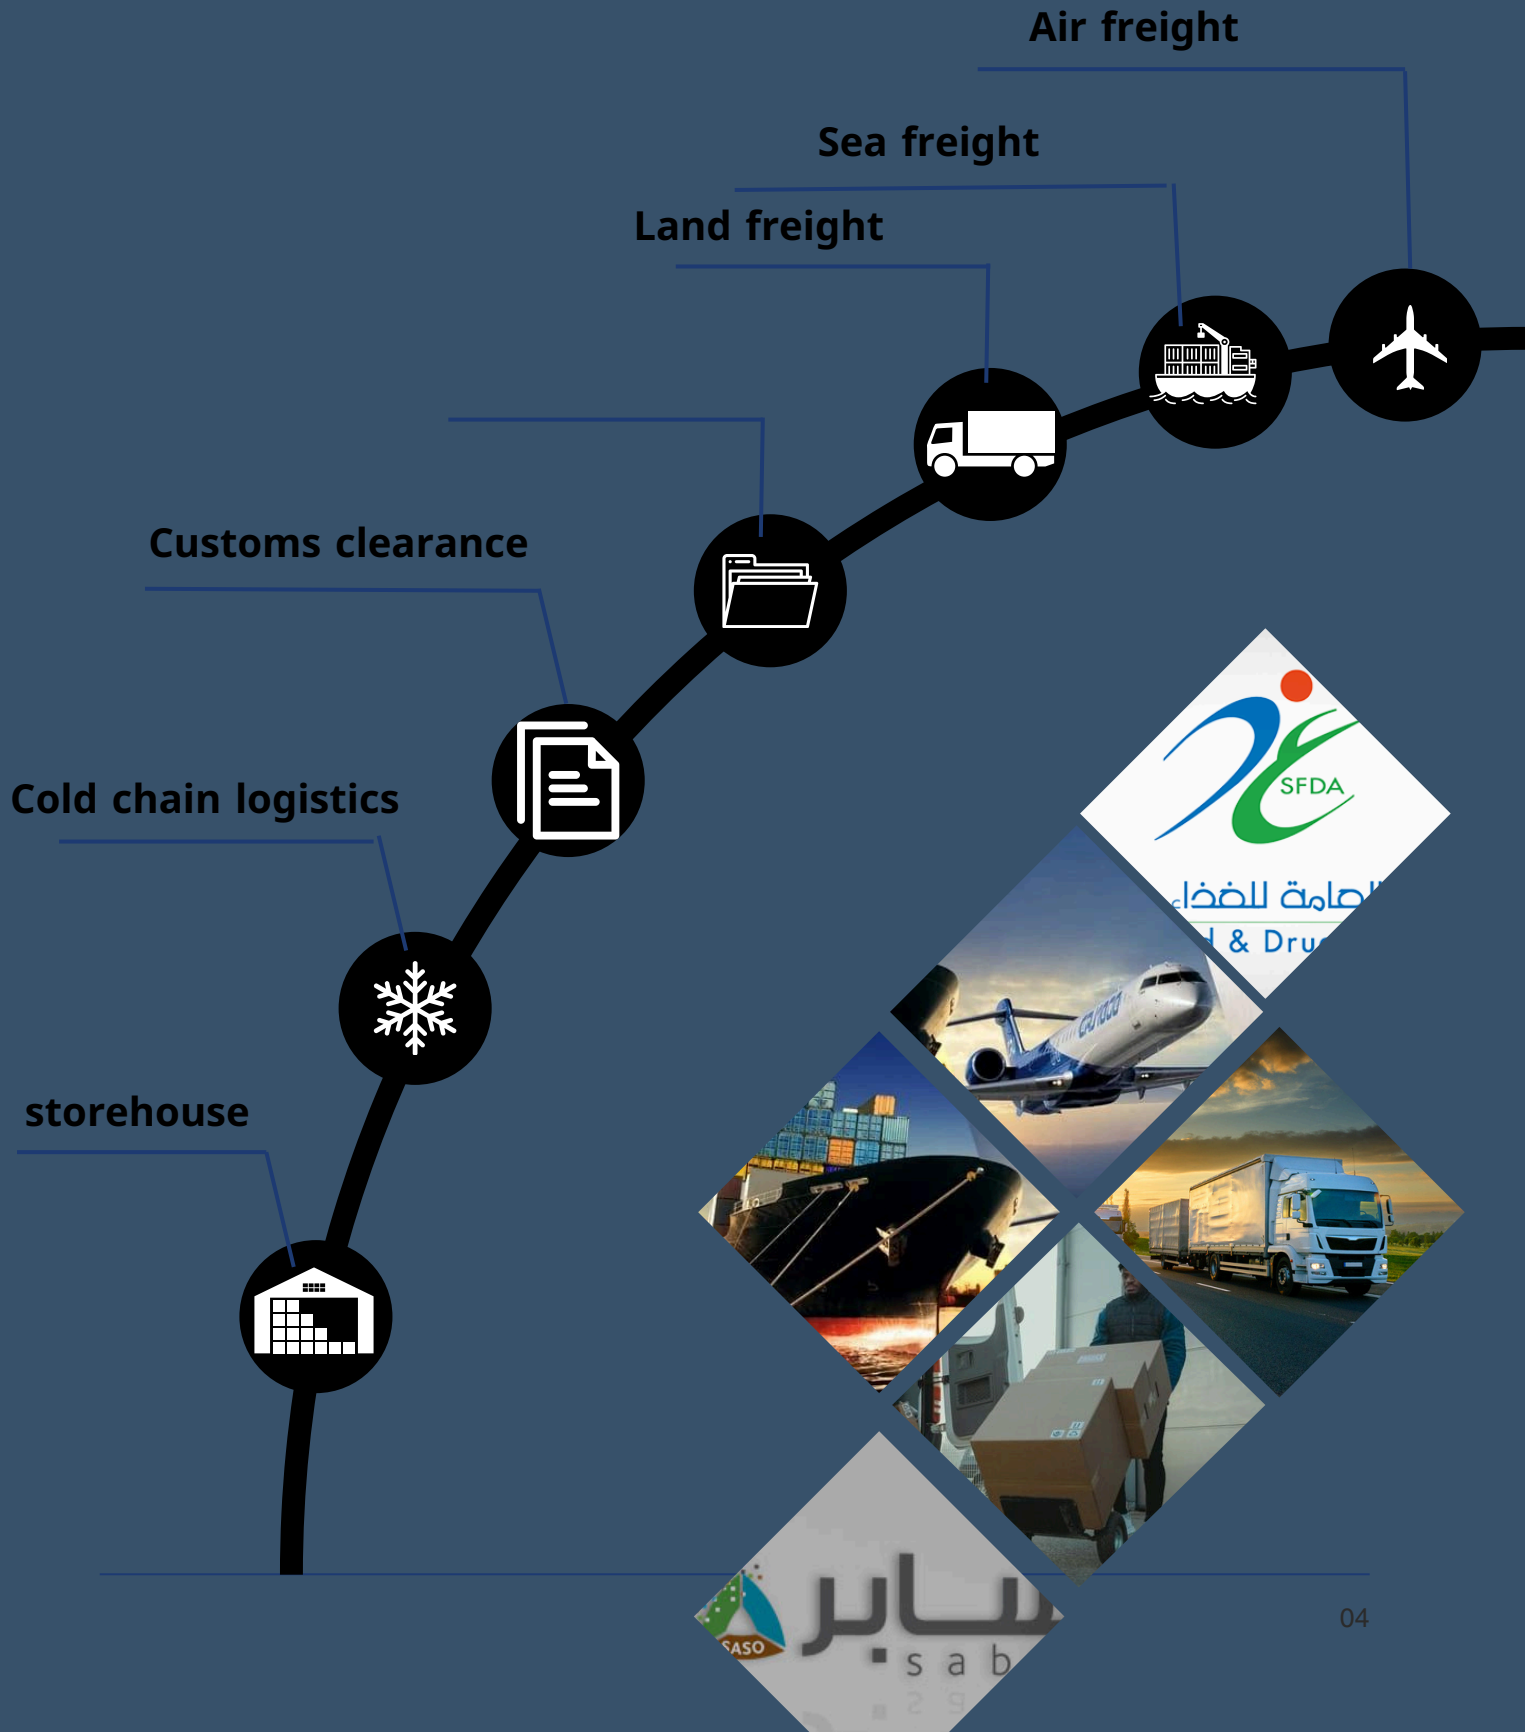 Air freight
Sea freight
Land freight
Customs clearance
Cold chain logistics
storehouse
SFDA
العامة للغذاء
& Dru
SASO
سابر
sab
04